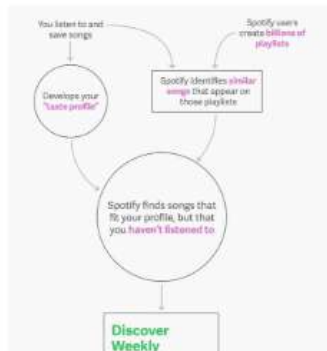 You listen to and
save songs
Spotify users
create billions of
playlists
Develops your
"taste profile"
Spotify identifies similar
songs that appear on
those playlists
Spotify finds songs that
fit your profile, but that
you haven't listened to
Discover
Weekly